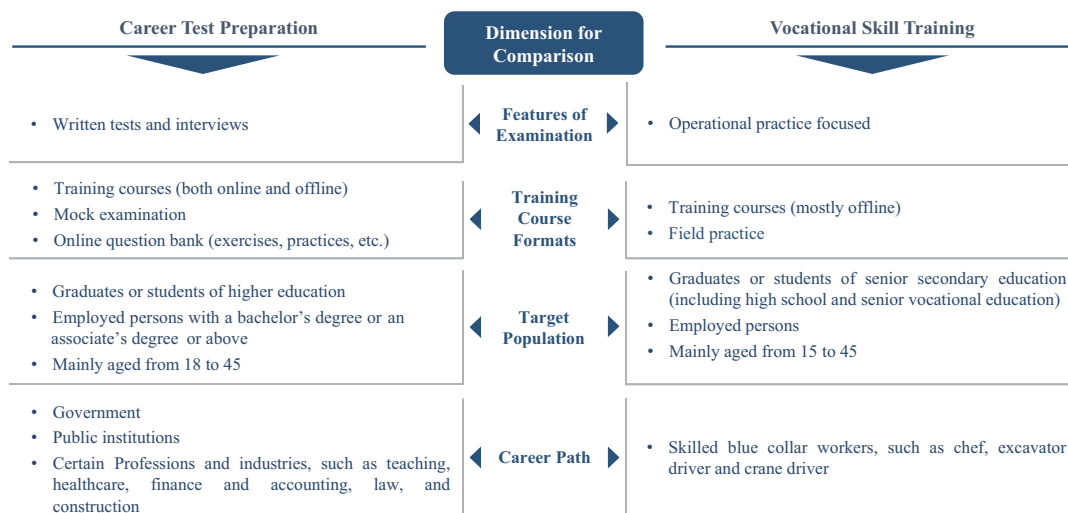 Career Test Preparation
Dimension for
Comparison
Vocational Skill Training
• Written tests and interviews
Features of
Examination
• Operational practice focused
• Training courses (both online and offline)
• Mock examination
• Online question bank (exercises, practices, etc.)
Training
Course
Formats
• Training courses (mostly offline)
• Field practice
• Graduates or students of higher education
• Employed persons with a bachelor's degree or an
associate's degree or above
• Mainly aged from 18 to 45
Target
Population
• Graduates or students of senior secondary education
(including high school and senior vocational education)
• Employed persons
• Mainly aged from 15 to 45
• Government
• Public institutions
• Certain Professions and industries, such as teaching,
healthcare, finance and accounting, law, and
construction
Career Path
• Skilled blue collar workers, such as chef, excavator
driver and crane driver